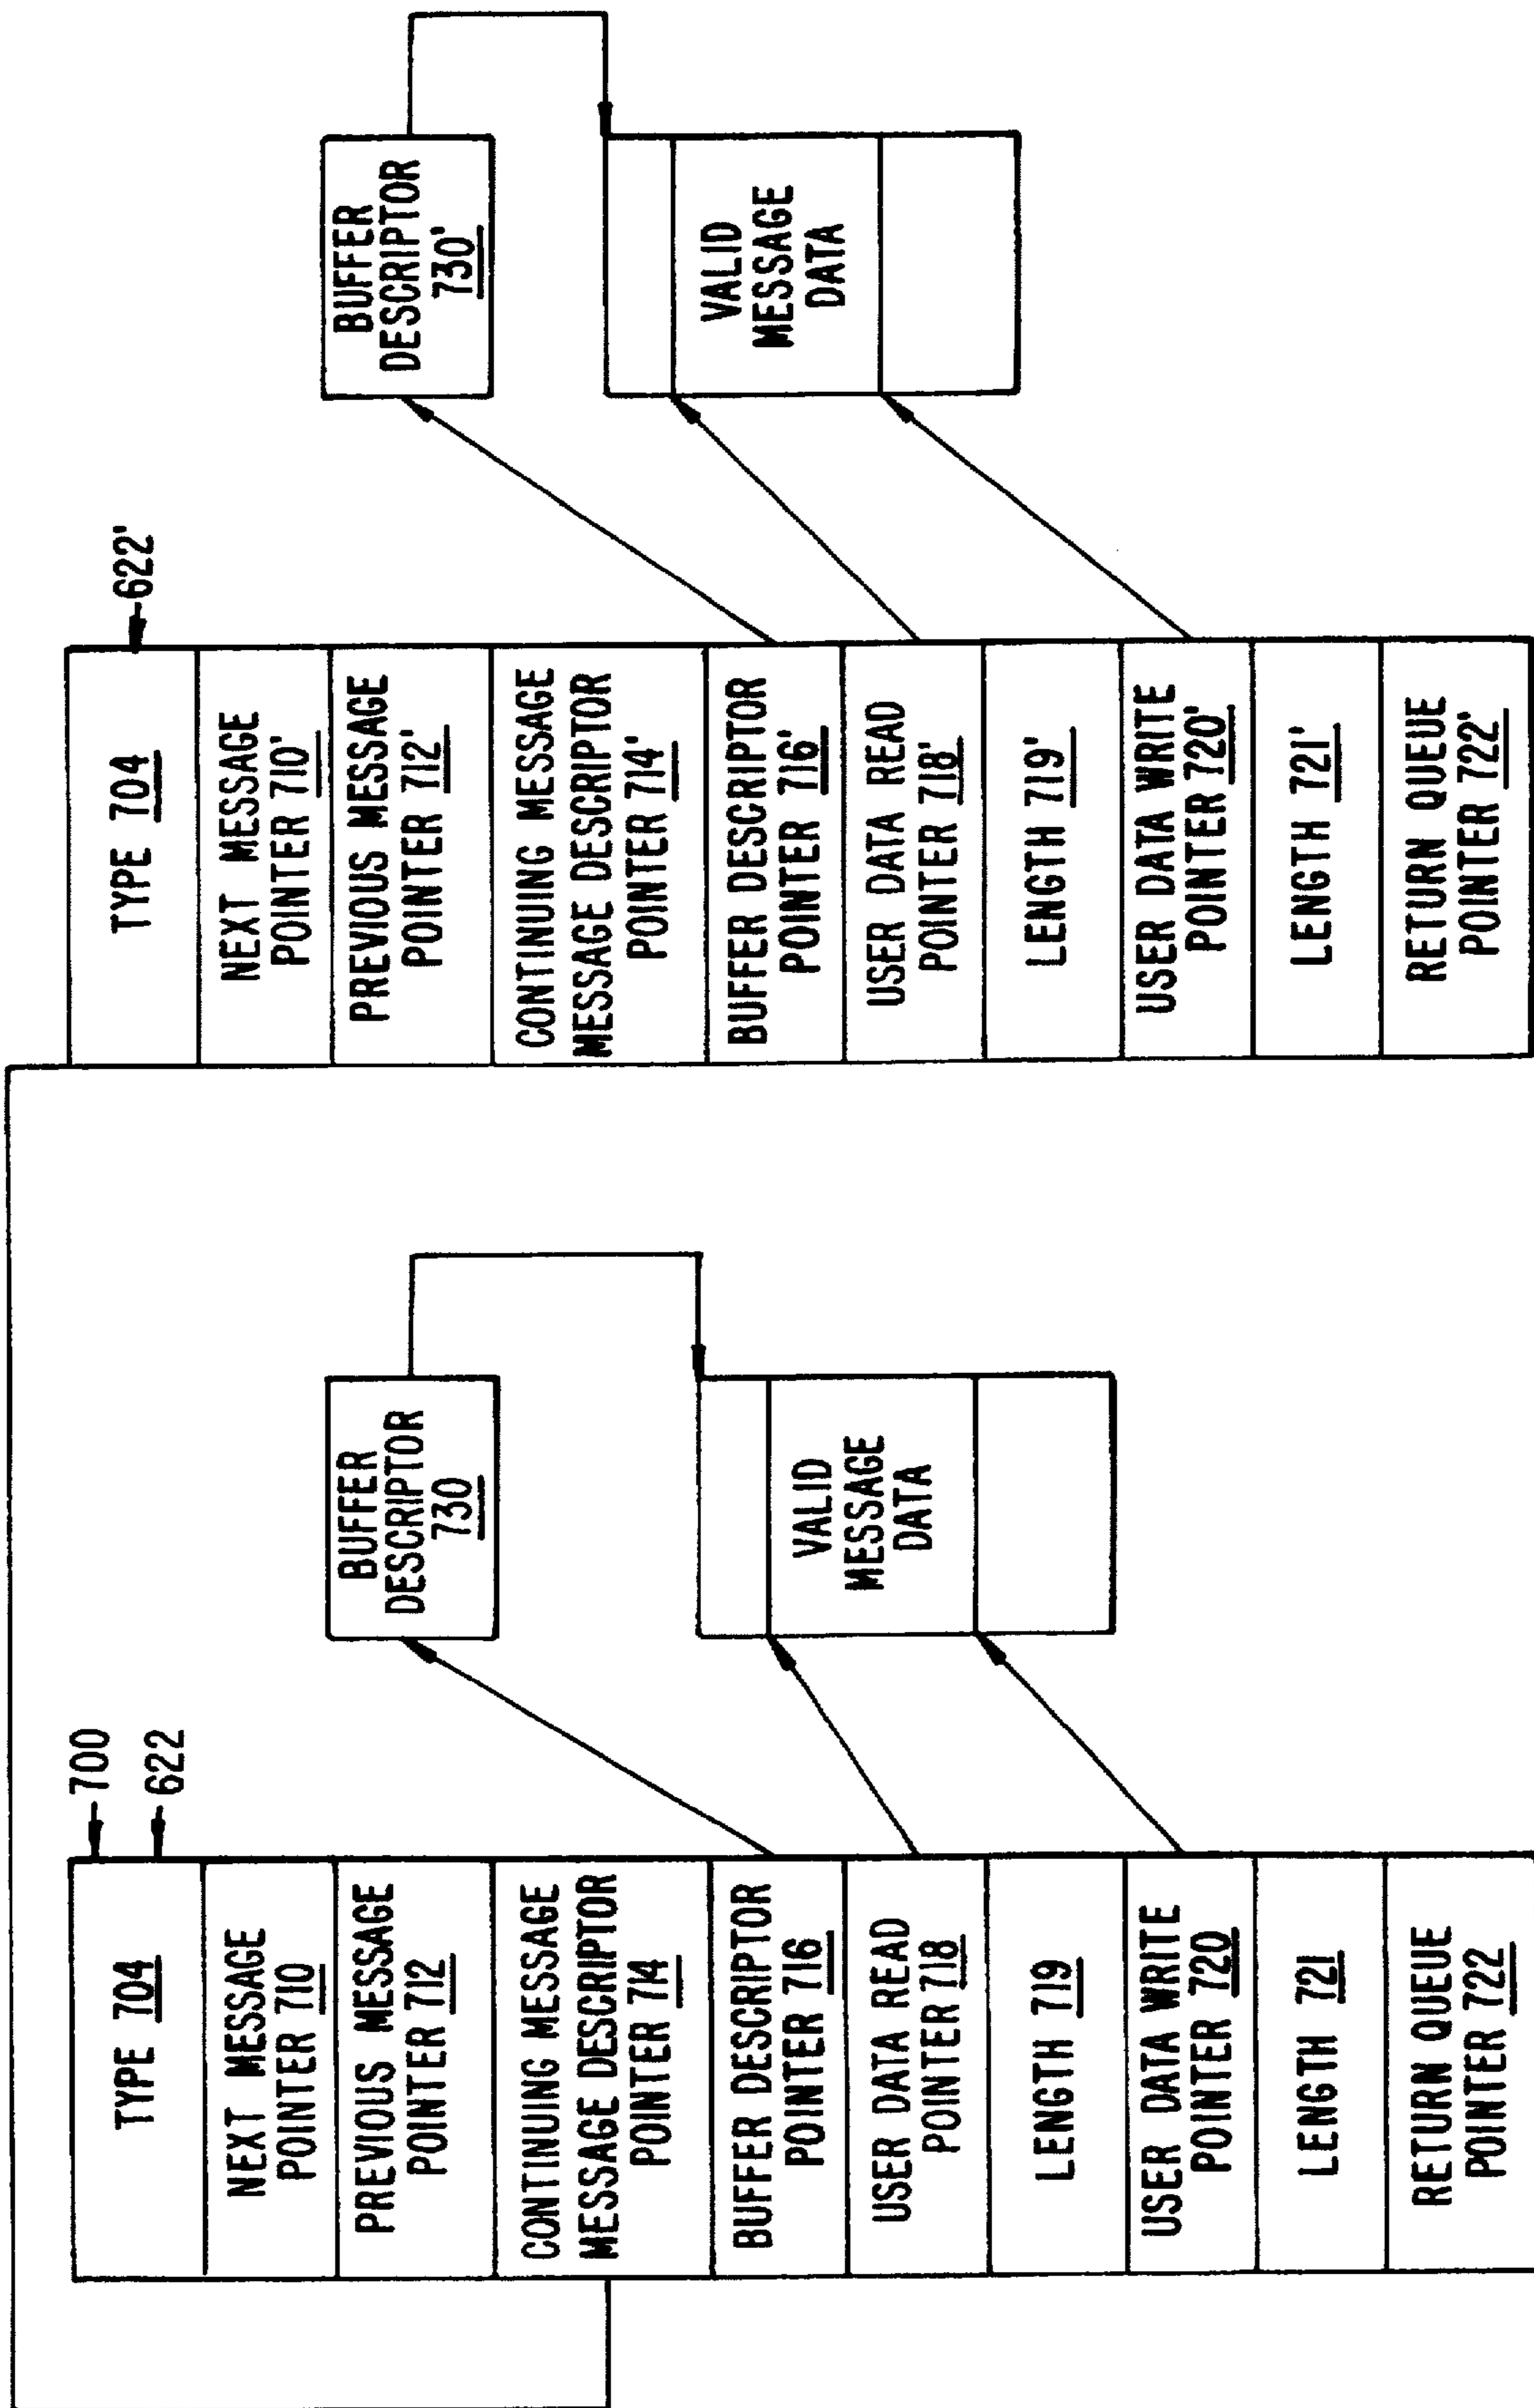 700
622
TYPE 704
NEXT MESSAGE
POINTER 710
PREVIOUS MESSAGE
POINTER 712
CONTINUING MESSAGE
MESSAGE DESCRIPTOR
POINTER 714
BUFFER DESCRIPTOR
POINTER 716
USER DATA READ
POINTER 718
LENGTH 719
USER DATA WRITE
POINTER 720
LENGTH 721
RETURN QUEUE
POINTER 722
BUFFER
DESCRIPTOR
730
VALID
MESSAGE
DATA
622'
TYPE 704
NEXT MESSAGE
POINTER 710'
PREVIOUS MESSAGE
POINTER 712'
CONTINUING MESSAGE
MESSAGE DESCRIPTOR
POINTER 714'
BUFFER DESCRIPTOR
POINTER 716'
USER DATA READ
POINTER 718'
LENGTH 719'
USER DATA WRITE
POINTER 720'
LENGTH 721'
RETURN QUEUE
POINTER 722'
BUFFER
DESCRIPTOR
730'
VALID
MESSAGE
DATA